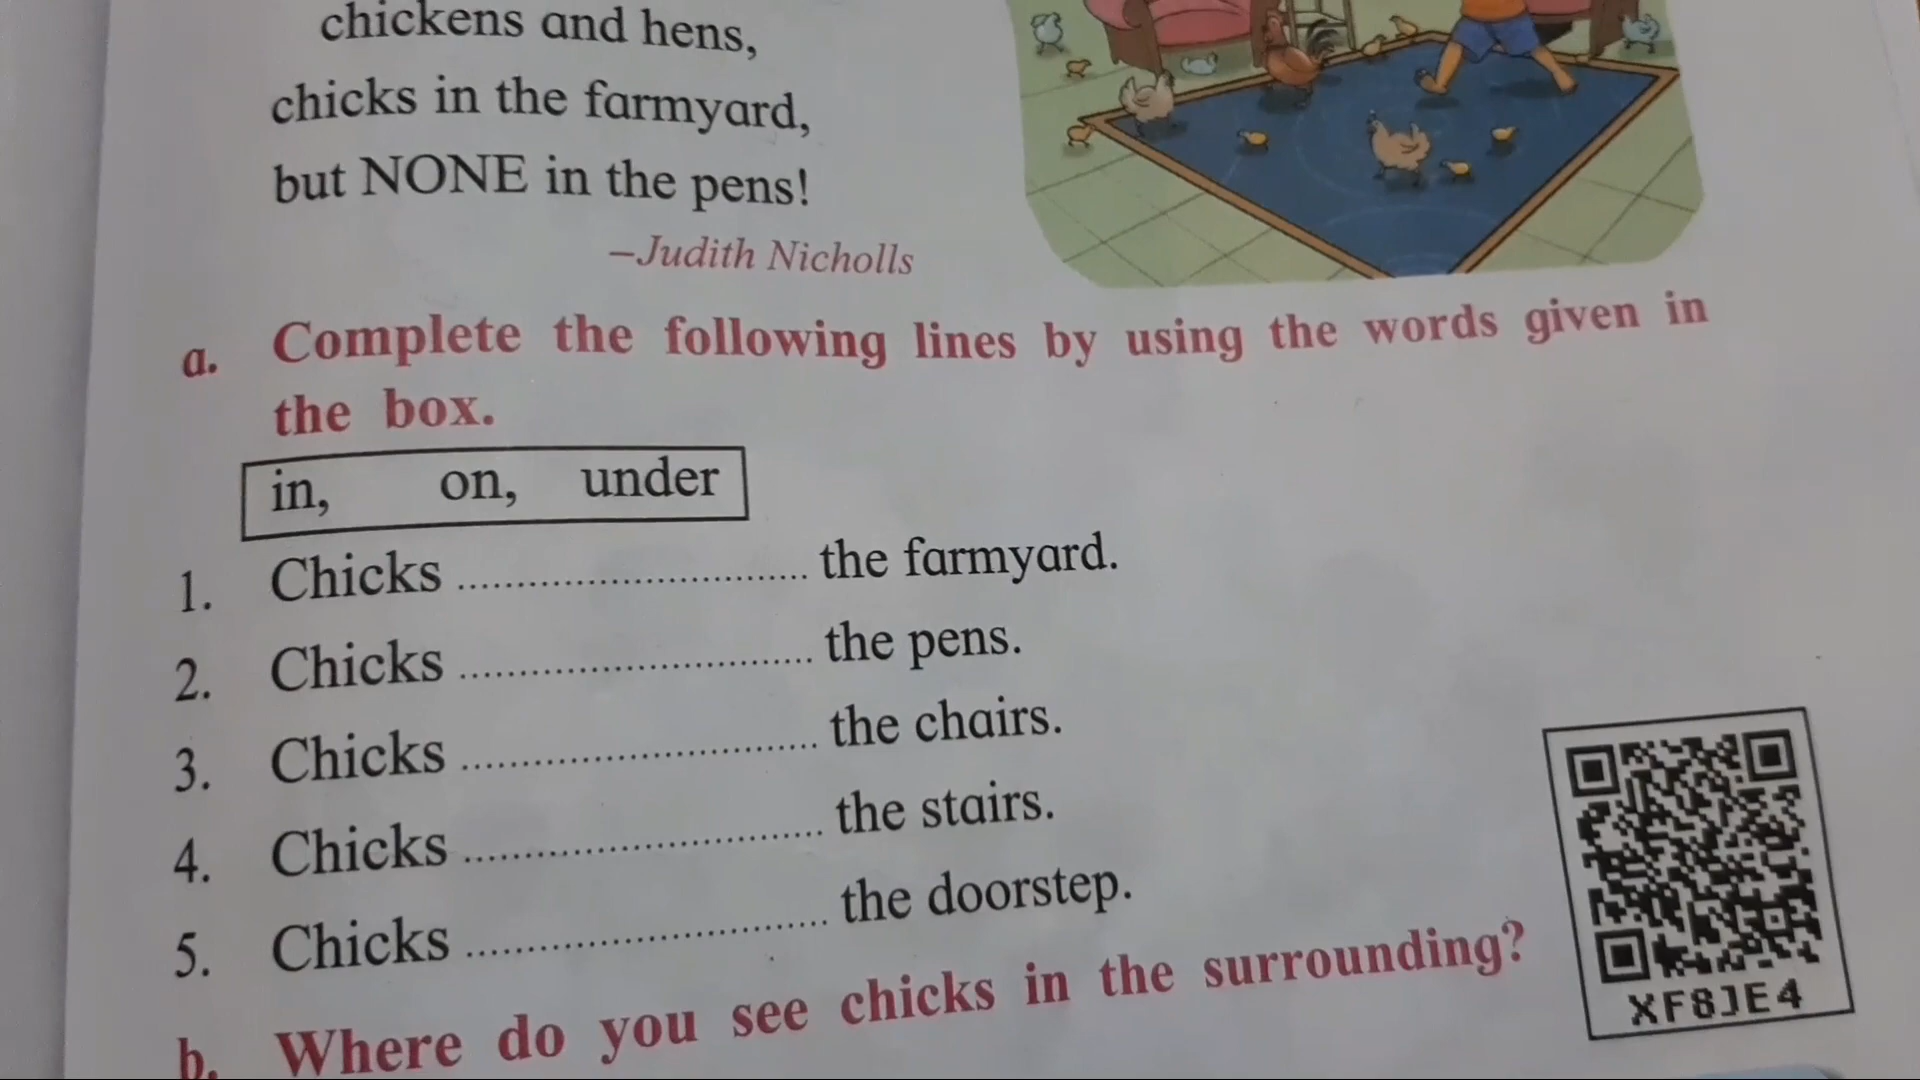 chickens and hens,
chicks in the farmyard,
but NONE in the pens!
–Judith Nicholls
a. Complete the following lines by using the words given in
the box.
in, on, under
1. Chicks ............................ the farmyard.
2. Chicks ............................ the pens.
3. Chicks ............................ the chairs.
4. Chicks ............................ the stairs.
5. Chicks ............................ the doorstep.
b. Where do you see chicks in the surrounding?
XF8JE4